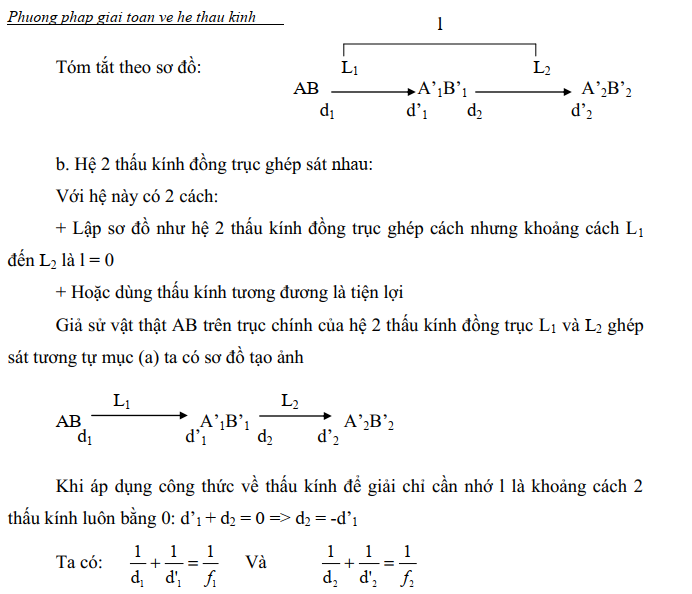 Phuong phap giai toan ve he thau kinh
l
Tóm tắt theo sơ đồ:
L₁ L₂
AB A’₁B’₁ A’₂B’₂
d₁ d’₁ d₂ d’₂
b. Hệ 2 thấu kính đồng trục ghép sát nhau:
Với hệ này có 2 cách:
+ Lập sơ đồ như hệ 2 thấu kính đồng trục ghép cách nhưng khoảng cách L₁
đến L₂ là l = 0
+ Hoặc dùng thấu kính tương đương là tiện lợi
Giả sử vật thật AB trên trục chính của hệ 2 thấu kính đồng trục L₁ và L₂ ghép
sát tương tự mục (a) ta có sơ đồ tạo ảnh
L₁ L₂
AB A’₁B’₁ A’₂B’₂
d₁ d’₁ d₂ d’₂
Khi áp dụng công thức về thấu kính để giải chỉ cần nhớ l là khoảng cách 2
thấu kính luôn bằng 0: d’₁ + d₂ = 0 => d₂ = -d’₁
Ta có: 1/d₁ + 1/d'₁ = 1/f₁ Và 1/d₂ + 1/d'₂ = 1/f₂